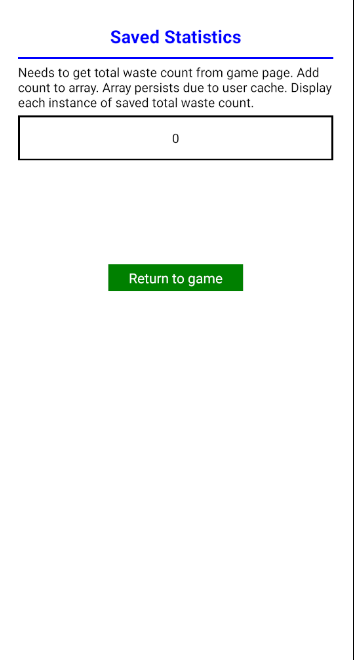 Saved Statistics
Needs to get total waste count from game page. Add
count to array. Array persists due to user cache. Display
each instance of saved total waste count.
0
Return to game